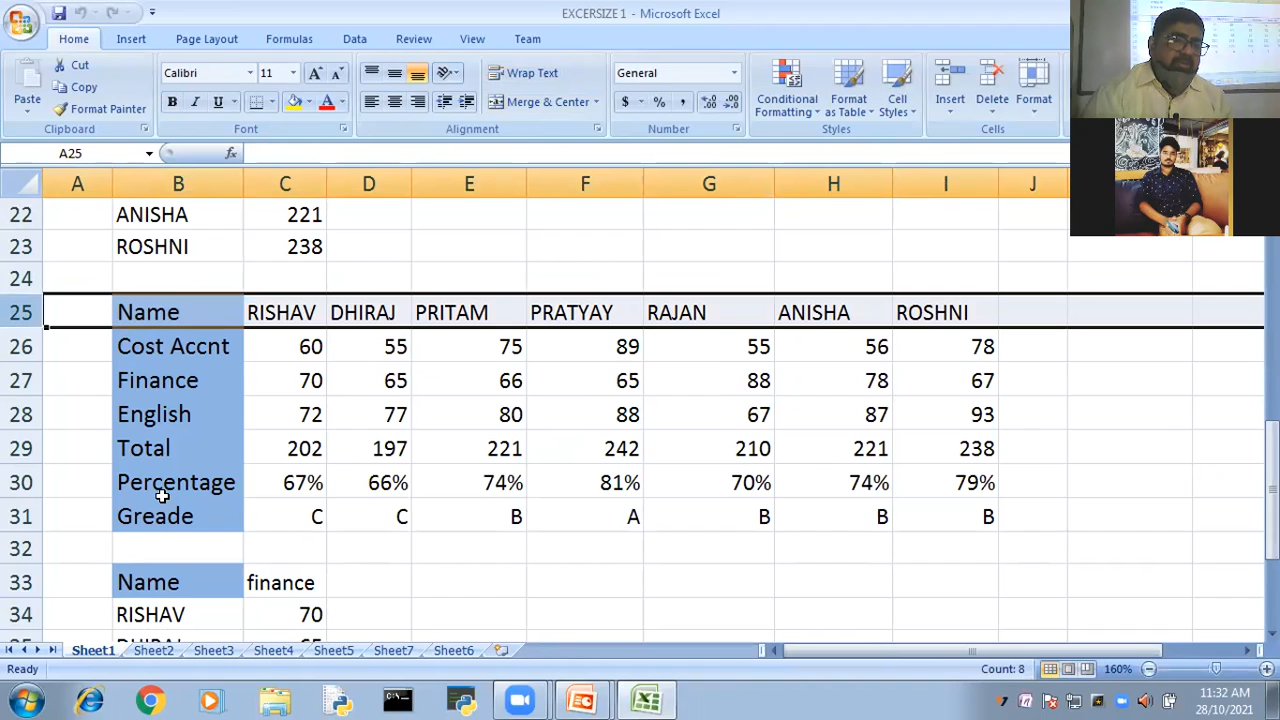 EXCERSIZE 1 - Microsoft Excel
Home Insert Page Layout Formulas Data Review View
Paste Cut Copy Format Painter Clipboard
Calibri 11 A A B I U A Font
Wrap Text Merge & Center Alignment
General $ % , .0 .00 .00 .0 Number
Conditional Formatting Format as Table Cell Styles Styles
Insert Delete Format Cells
A25 fx
A B C D E F G H I J
22 ANISHA 221
23 ROSHNI 238
24
25 Name RISHAV DHIRAJ PRITAM PRATYAY RAJAN ANISHA ROSHNI
26 Cost Accnt 60 55 75 89 55 56 78
27 Finance 70 65 66 65 88 78 67
28 English 72 77 80 88 67 87 93
29 Total 202 197 221 242 210 221 238
30 Percentage 67% 66% 74% 81% 70% 74% 79%
31 Greade C C B A B B B
32
33 Name finance
34 RISHAV 70
Sheet1 Sheet2 Sheet3 Sheet4 Sheet5 Sheet7 Sheet6
Ready Count: 8 160%
11:32 AM
28/10/2021